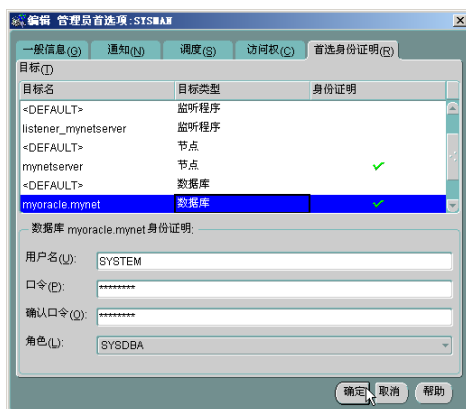 编辑 管理员首选项:SYSMAN
一般信息(G) 通知(N) 调度(S) 访问权(C) 首选身份证明(R)
目标(T)
目标名 目标类型 身份证明
<DEFAULT> 监听程序
listener_mynetserver 监听程序
<DEFAULT> 节点
mynetserver 节点
<DEFAULT> 数据库
myoracle.mynet 数据库
数据库 myoracle.mynet 身份证明:
用户名(U): SYSTEM
口令(P): ********
确认口令(O): ********
角色(L): SYSDBA
确定 取消 帮助